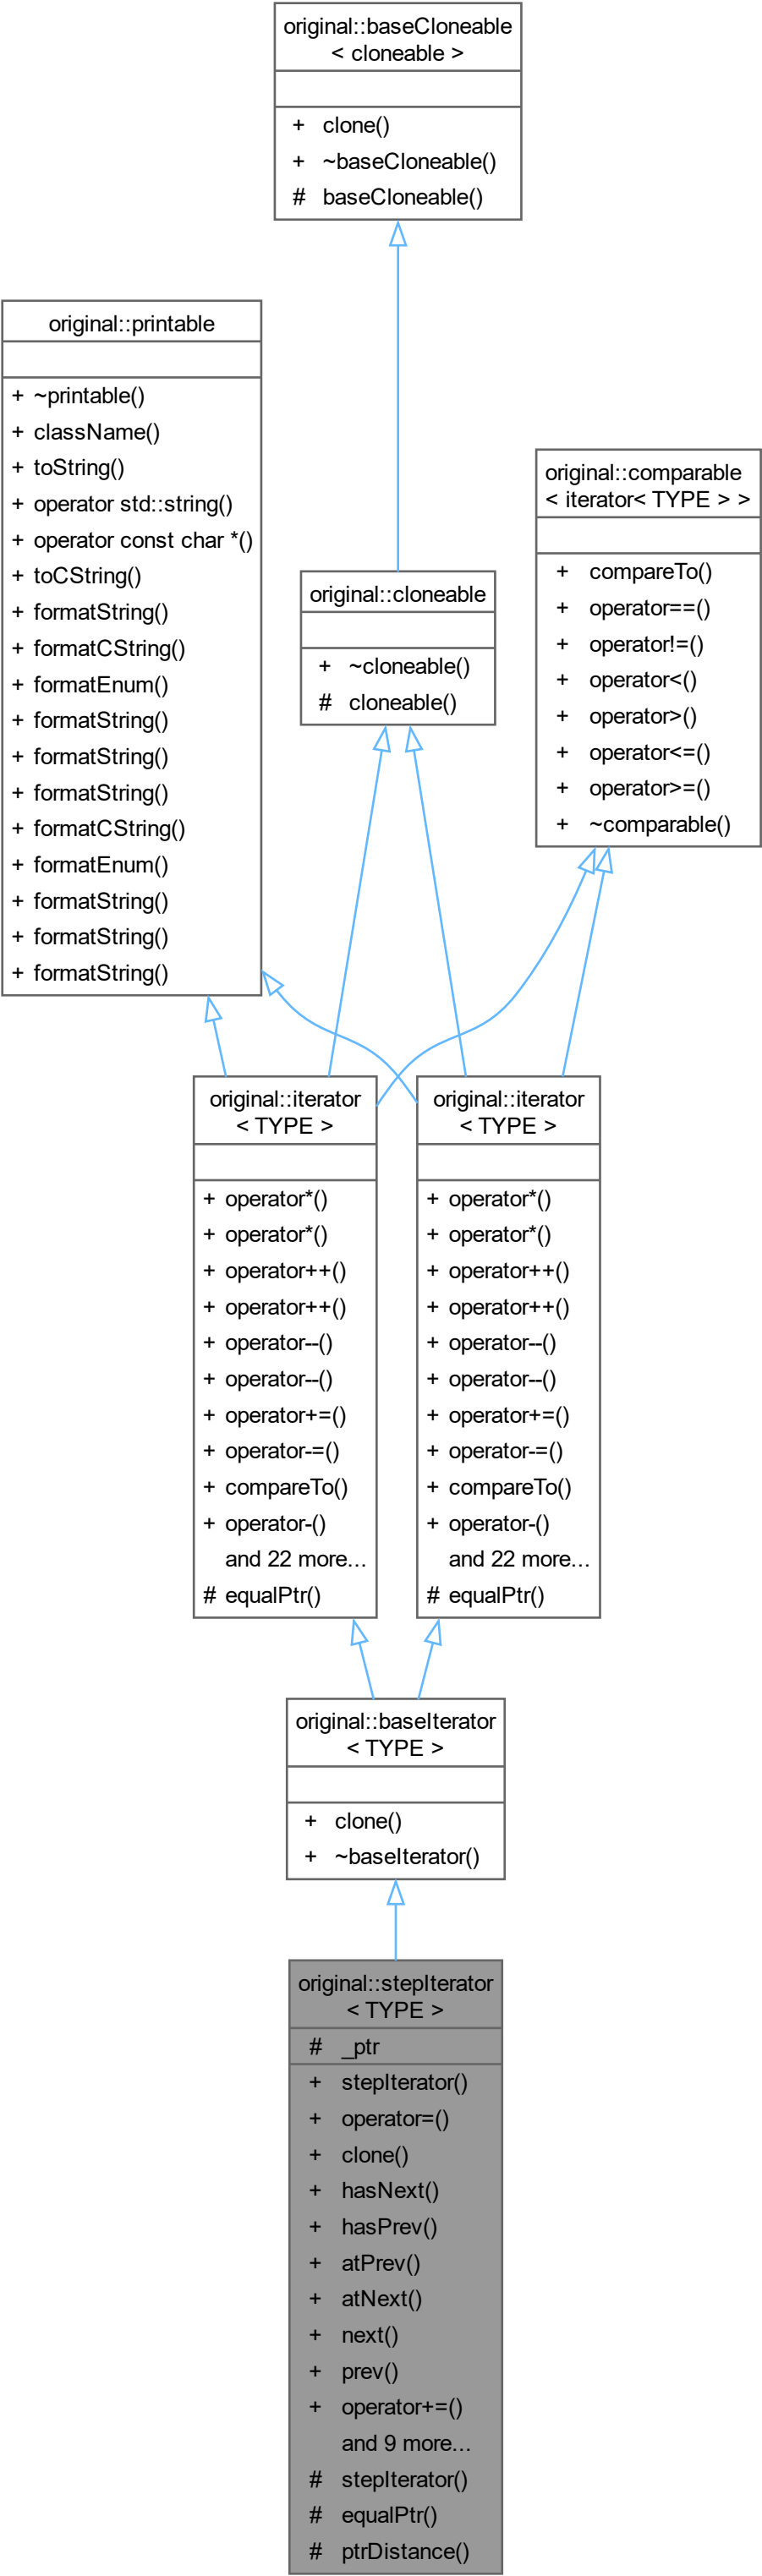 original::baseCloneable
< cloneable >
+ clone()
+ ~baseCloneable()
# baseCloneable()
original::printable
+ ~printable()
+ className()
+ toString()
+ operator std::string()
+ operator const char *()
+ toCString()
+ formatString()
+ formatCString()
+ formatEnum()
+ formatString()
+ formatString()
+ formatString()
+ formatCString()
+ formatEnum()
+ formatString()
+ formatString()
+ formatString()
original::cloneable
+ ~cloneable()
# cloneable()
original::comparable
< iterator< TYPE > >
+ compareTo()
+ operator==()
+ operator!=()
+ operator<()
+ operator>()
+ operator<=()
+ operator>=()
+ ~comparable()
original::iterator
< TYPE >
+ operator*()
+ operator*()
+ operator++()
+ operator++()
+ operator--()
+ operator--()
+ operator+=()
+ operator-=()
+ compareTo()
+ operator-()
and 22 more...
# equalPtr()
original::iterator
< TYPE >
+ operator*()
+ operator*()
+ operator++()
+ operator++()
+ operator--()
+ operator--()
+ operator+=()
+ operator-=()
+ compareTo()
+ operator-()
and 22 more...
# equalPtr()
original::baseIterator
< TYPE >
+ clone()
+ ~baseIterator()
original::stepIterator
< TYPE >
# _ptr
+ stepIterator()
+ operator=()
+ clone()
+ hasNext()
+ hasPrev()
+ atPrev()
+ atNext()
+ next()
+ prev()
+ operator+=()
and 9 more...
# stepIterator()
# equalPtr()
# ptrDistance()